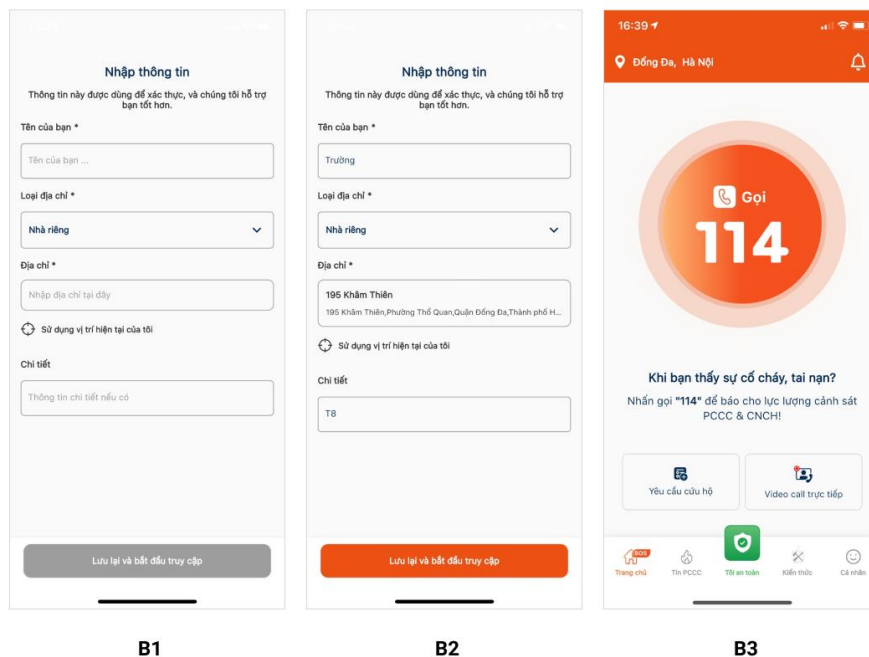 Nhập thông tin
Thông tin này được dùng để xác thực, và chúng tôi hỗ trợ
bạn tốt hơn.
Tên của bạn *
Tên của bạn ...
Loại địa chỉ *
Nhà riêng
Địa chỉ *
Nhập địa chỉ tại đây
Sử dụng vị trí hiện tại của tôi
Chi tiết
Thông tin chi tiết nếu có
Lưu lại và bắt đầu truy cập
B1
Nhập thông tin
Thông tin này được dùng để xác thực, và chúng tôi hỗ trợ
bạn tốt hơn.
Tên của bạn *
Trường
Loại địa chỉ *
Nhà riêng
Địa chỉ *
195 Khâm Thiên
195 Khâm Thiên,Phường Thổ Quan,Quận Đống Đa,Thành phố H...
Sử dụng vị trí hiện tại của tôi
Chi tiết
T8
Lưu lại và bắt đầu truy cập
B2
16:39
Đống Đa, Hà Nội
Gọi
114
Khi bạn thấy sự cố cháy, tai nạn?
Nhấn gọi "114" để báo cho lực lượng cảnh sát
PCCC & CNCH!
Yêu cầu cứu hộ
Video call trực tiếp
SOS
Trang chủ
Tin PCCC
Tôi an toàn
Kiến thức
Cá nhân
B3